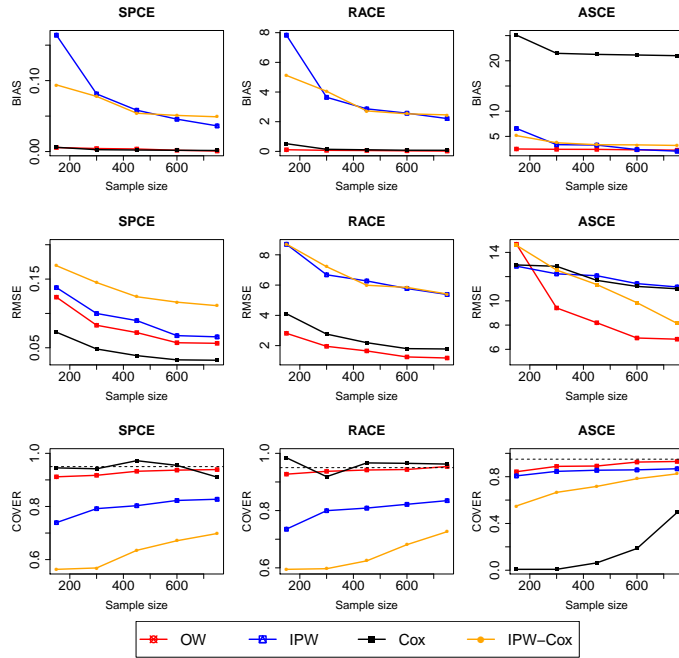 SPCE
RACE
ASCE
BIAS
0.00
0.10
200
400
600
Sample size
BIAS
0
2
4
6
8
200
400
600
Sample size
BIAS
5
10
20
200
400
600
Sample size
SPCE
RACE
ASCE
RMSE
0.05
0.15
200
400
600
Sample size
RMSE
2
4
6
8
200
400
600
Sample size
RMSE
6
8
10
12
14
200
400
600
Sample size
SPCE
RACE
ASCE
COVER
0.6
0.8
1.0
200
400
600
Sample size
COVER
0.6
0.8
1.0
200
400
600
Sample size
COVER
0.0
0.4
0.8
200
400
600
Sample size
OW
IPW
Cox
IPW-Cox